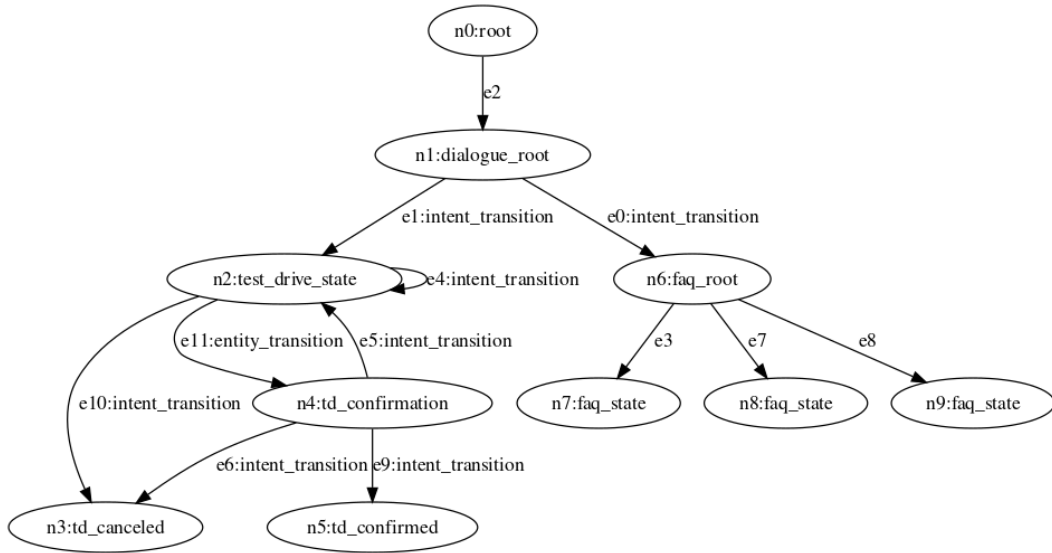 n0:root
e2
n1:dialogue_root
e1:intent_transition
e0:intent_transition
n2:test_drive_state
e4:intent_transition
n6:faq_root
e11:entity_transition
e5:intent_transition
e3
e7
e8
e10:intent_transition
n4:td_confirmation
n7:faq_state
n8:faq_state
n9:faq_state
e6:intent_transition
e9:intent_transition
n3:td_canceled
n5:td_confirmed